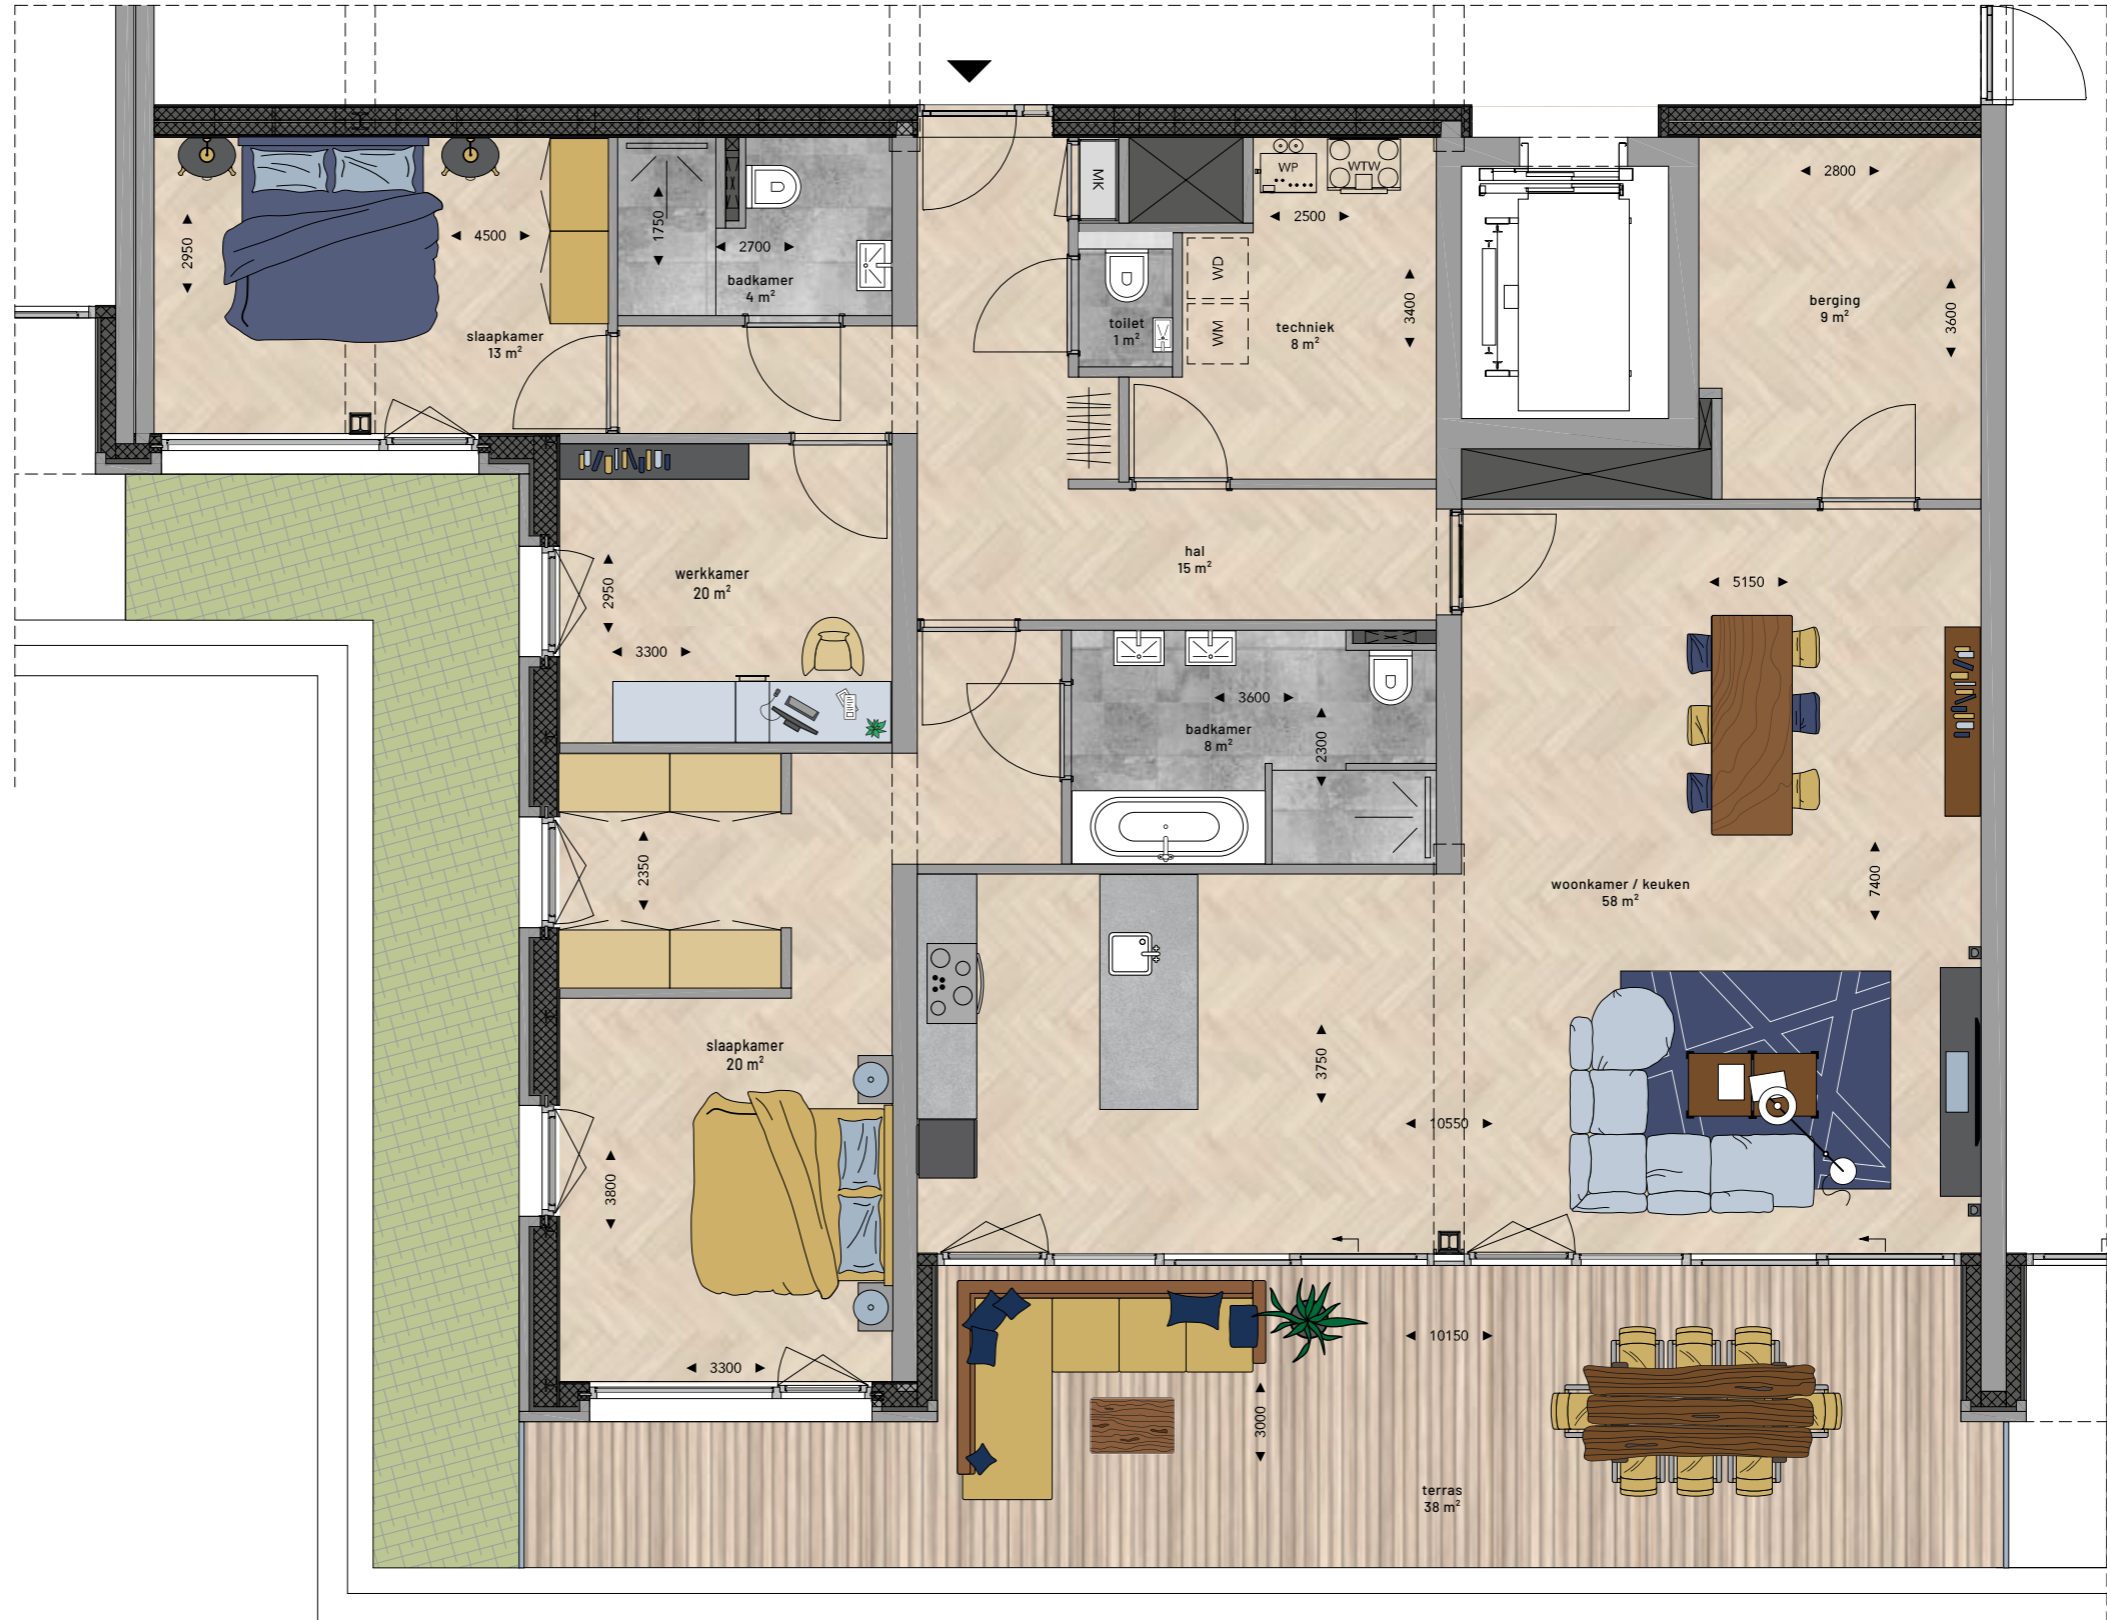 2800
2950
4500
1750
2700
badkamer
4 m²
slaapkamer
13 m²
MK
WP
WTW
2500
WD
WM
toilet
1 m²
techniek
8 m²
3400
berging
9 m²
3600
werkkamer
20 m²
2950
3300
hal
15 m²
5150
3600
badkamer
8 m²
2300
2350
woonkamer / keuken
58 m²
7400
slaapkamer
20 m²
3750
10550
3800
3300
10150
3000
terras
38 m²